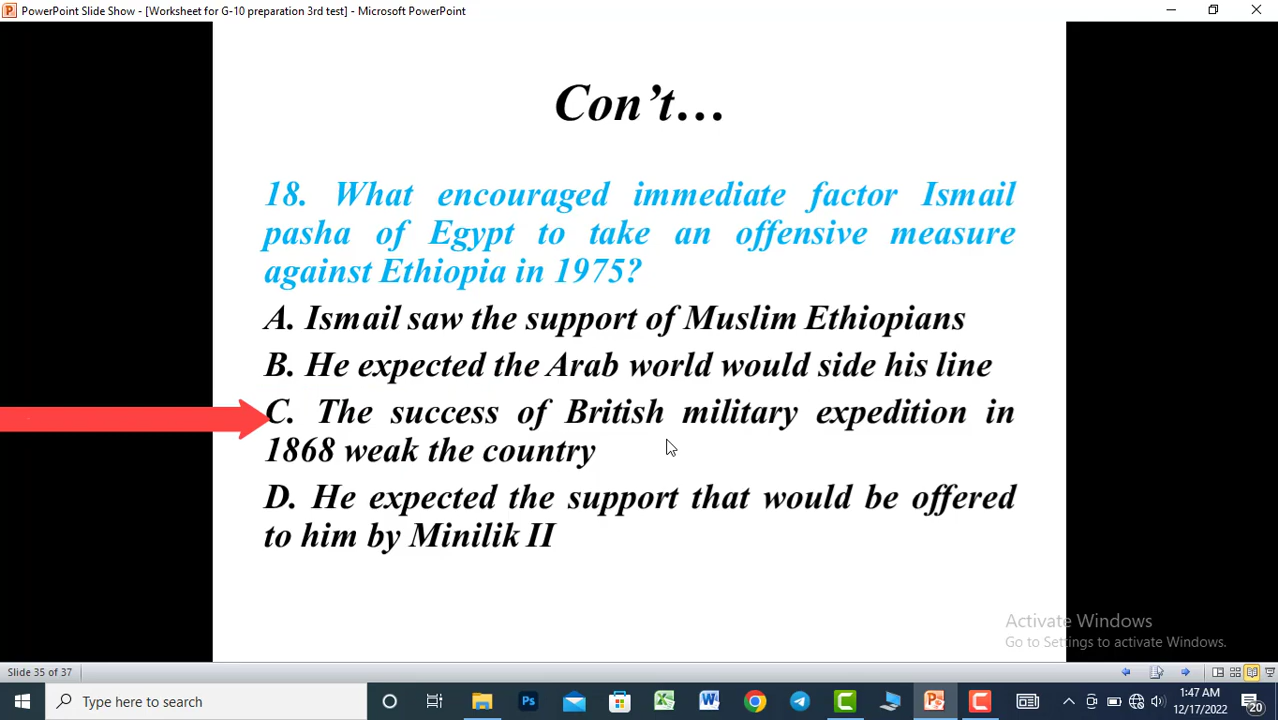 PowerPoint Slide Show - [Worksheet for G-10 preparation 3rd test] - Microsoft PowerPoint
Con’t…
18. What encouraged immediate factor Ismail
pasha of Egypt to take an offensive measure
against Ethiopia in 1975?
A. Ismail saw the support of Muslim Ethiopians
B. He expected the Arab world would side his line
C. The success of British military expedition in
1868 weak the country
D. He expected the support that would be offered
to him by Minilik II
Activate Windows
Go to Settings to activate Windows.
Slide 35 of 37
Type here to search
1:47 AM
12/17/2022
20